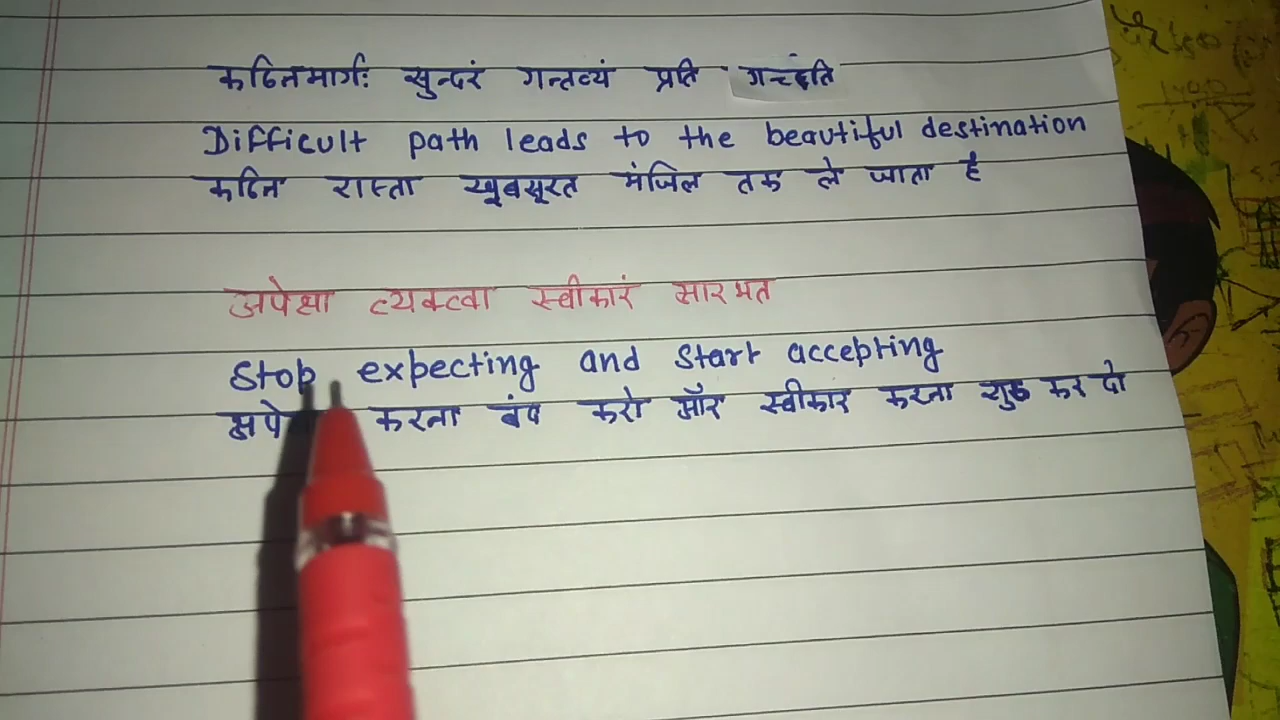 कठिनमार्गः सुन्दरं गन्तव्यं प्रति गच्छति
Difficult path leads to the beautiful destination
कठिन रास्ता खूबसूरत मंजिल तक ले जाता है
अपेक्षा त्यक्त्वा स्वीकारं आरभत
Stop expecting and start accepting
करना बंद करो और स्वीकार करना शुरू कर दो